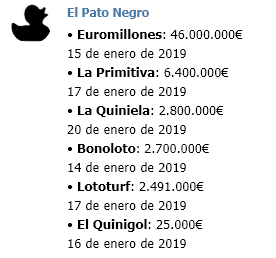 El Pato Negro
• Euromillones: 46.000.000€
15 de enero de 2019
• La Primitiva: 6.400.000€
17 de enero de 2019
• La Quiniela: 2.800.000€
20 de enero de 2019
• Bonoloto: 2.700.000€
14 de enero de 2019
• Lototurf: 2.491.000€
17 de enero de 2019
• El Quinigol: 25.000€
16 de enero de 2019